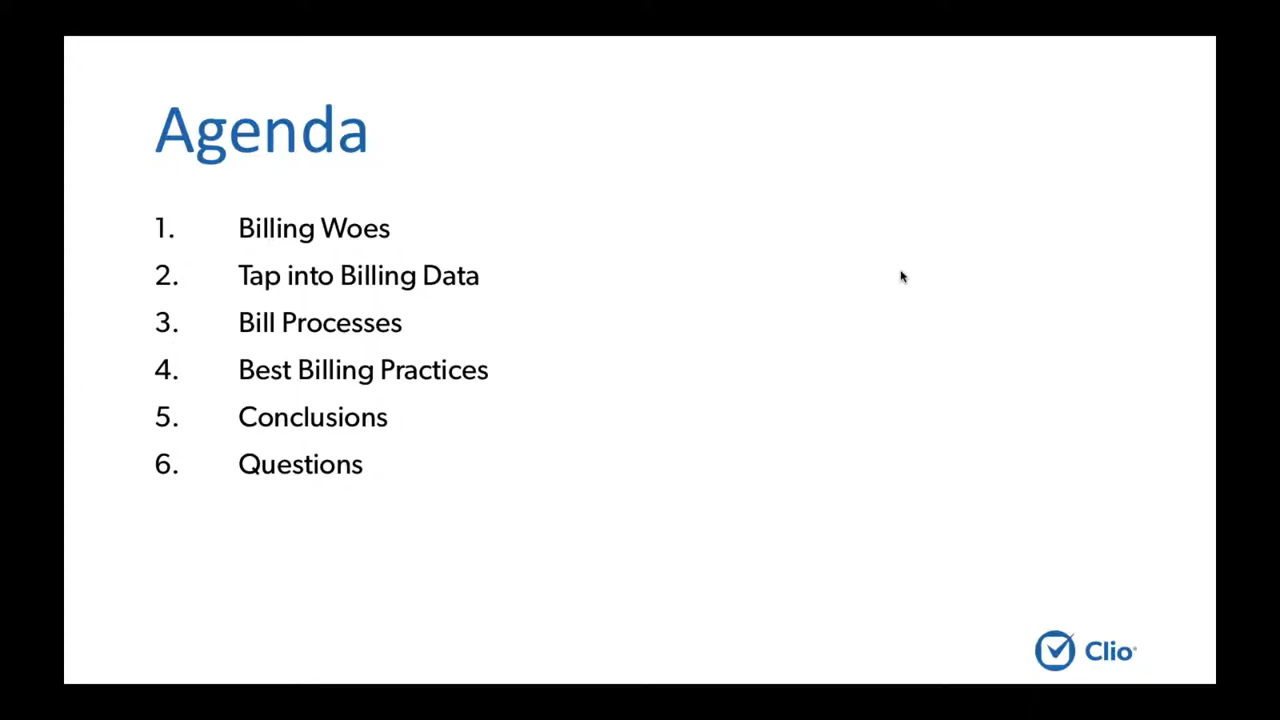 Agenda
1. Billing Woes
2. Tap into Billing Data
3. Bill Processes
4. Best Billing Practices
5. Conclusions
6. Questions
Clio